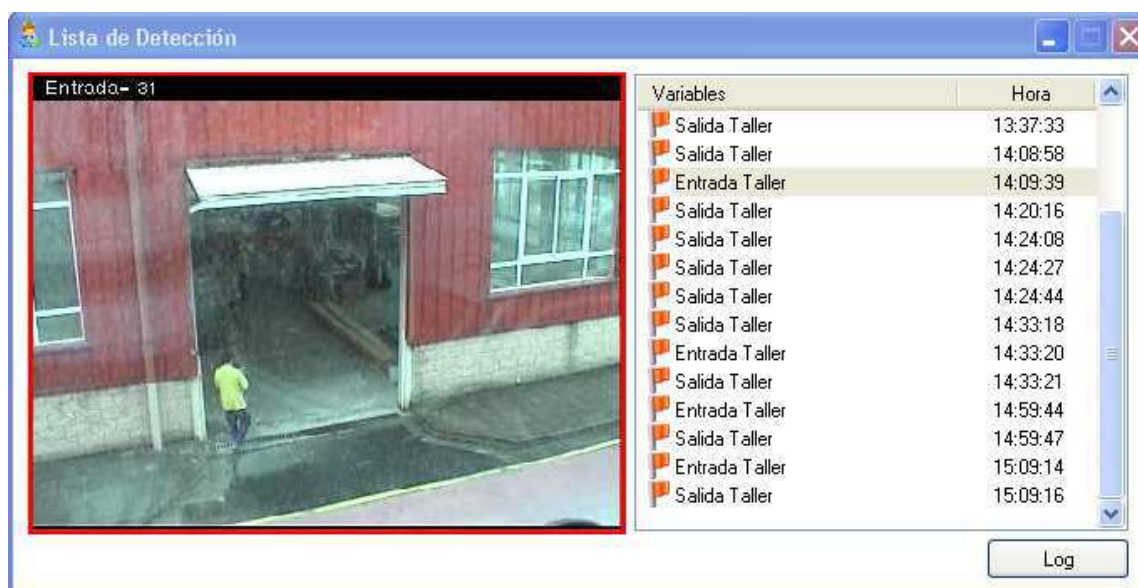 Lista de Detección
Entrada- 31
Variables Hora
Salida Taller 13:37:33
Salida Taller 14:08:58
Entrada Taller 14:09:39
Salida Taller 14:20:16
Salida Taller 14:24:08
Salida Taller 14:24:27
Salida Taller 14:24:44
Salida Taller 14:33:18
Entrada Taller 14:33:20
Salida Taller 14:33:21
Entrada Taller 14:59:44
Salida Taller 14:59:47
Entrada Taller 15:09:14
Salida Taller 15:09:16
Log